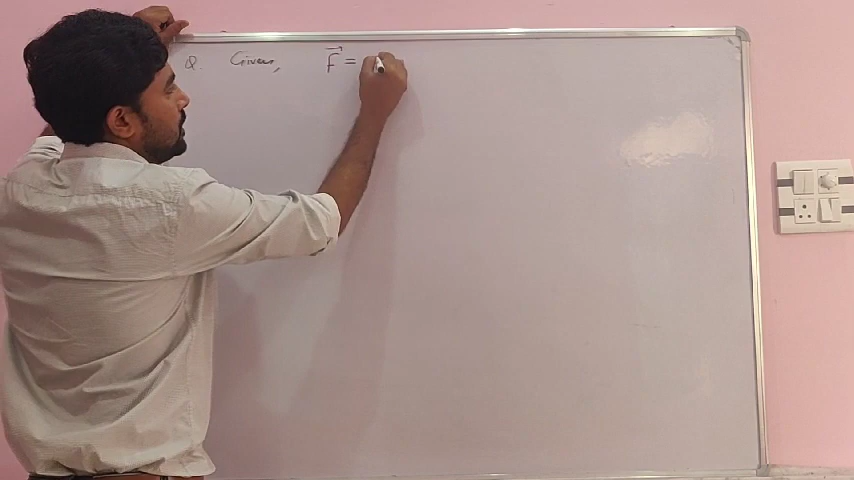 Q. Given, F⃗ =